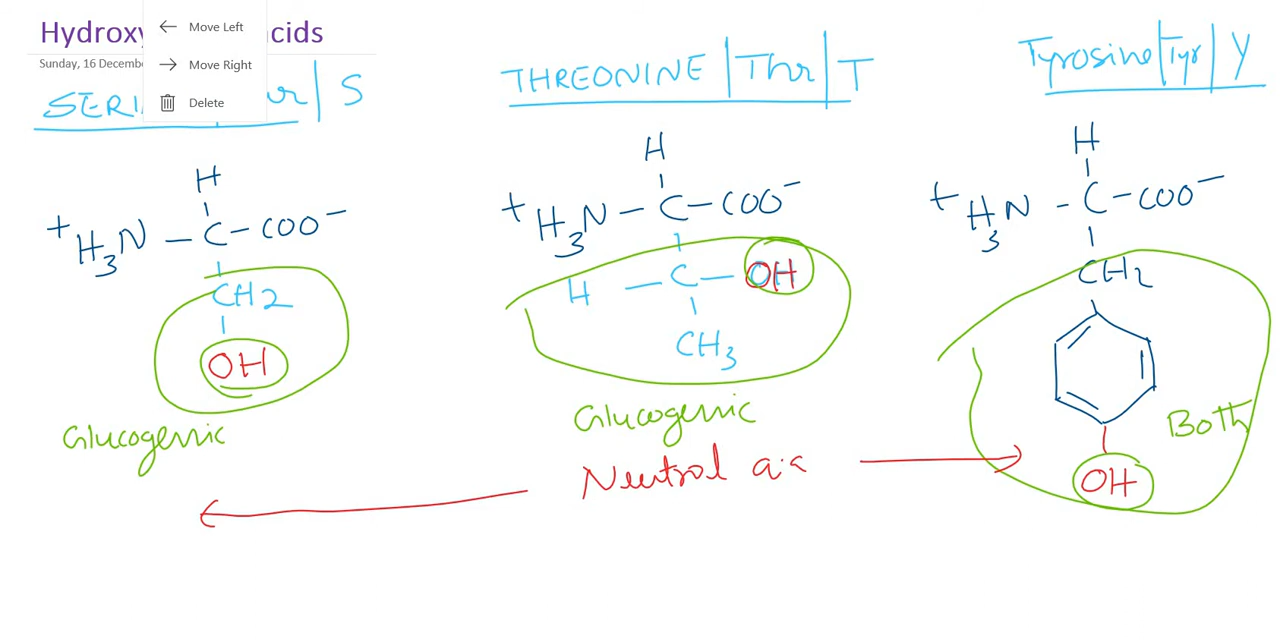 Hydroxy cids
Sunday, 16 Decembe
Move Left
Move Right
Delete
SERI r | S
THREONINE | Thr | T
Tyrosine | Tyr | Y
H
+H3N – C – COO–
CH2
OH
Glucogenic
H
+H3N – C – COO–
H – C – OH
CH3
Glucogenic
Neutral a.a
H
+H3N – C – COO–
CH2
OH
Both